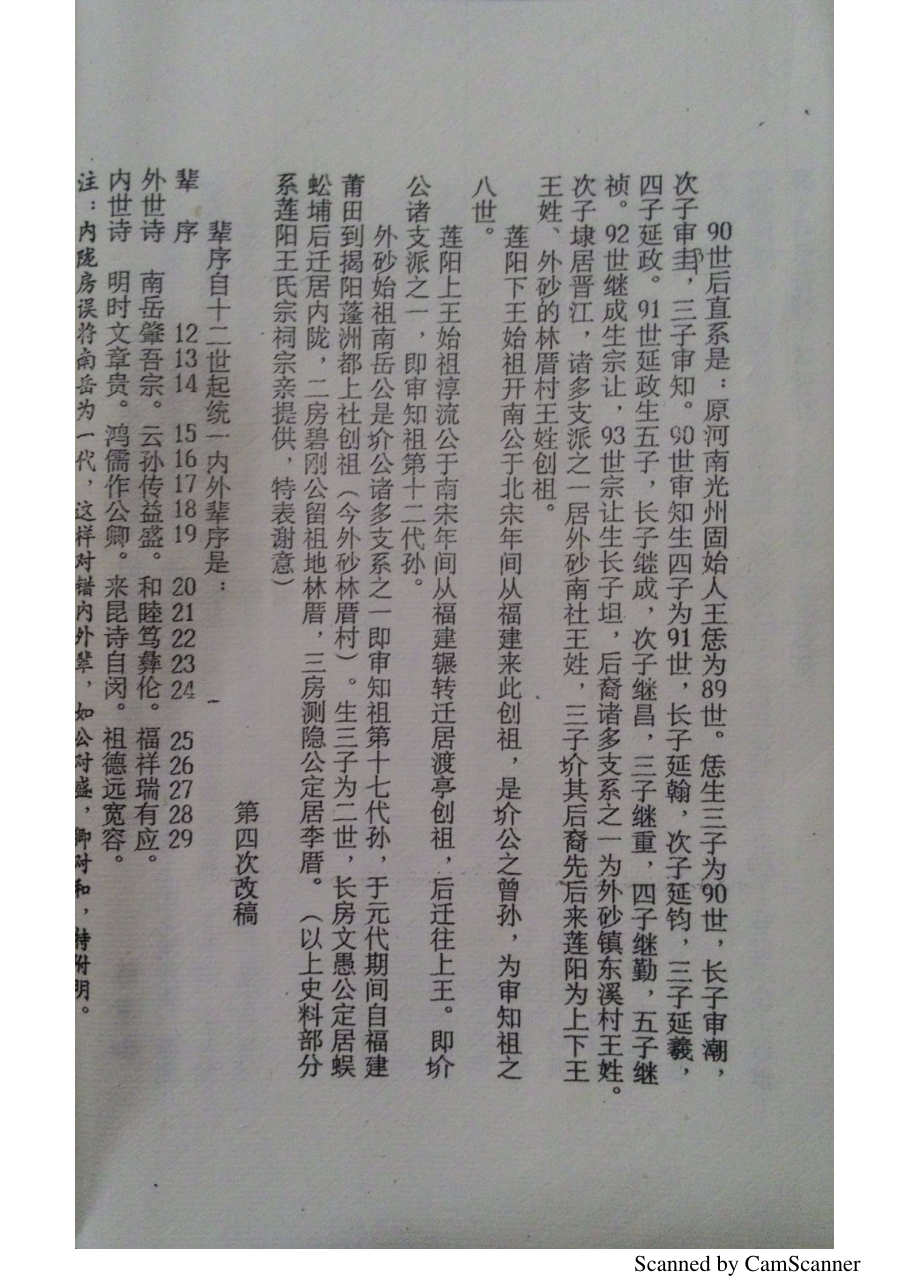 90世后直系是：原河南光州固始人王恁为89世。恁生三子为90世，长子审潮，
次子审邽，三子审知。90世审知生四子为91世，长子延翰，次子延钧，三子延羲，
四子延政。91世延政生五子，长子继成，次子继昌，三子继重，四子继勤，五子继
祯。92世继成生宗让，93世宗让生长子坦，后裔诸多支系之一为外砂镇东溪村王姓。
次子埭居晋江，诸多支派之一居外砂南社王姓，三子坋其后裔先后来莲阳为上下王
王姓、外砂的林厝村王姓创祖。
莲阳下王始祖开南公于北宋年间从福建来此创祖，是坋公之曾孙，为审知祖之
八世。
莲阳上王始祖淳流公于南宋年间从福建辗转迁居渡亭创祖，后迁往上王。即坋
公诸支派之一，即审知祖第十二代孙。
外砂始祖南岳公是坋公诸多支系之一即审知祖第十七代孙，于元代期间自福建
莆田到揭阳蓬洲都上社创祖（今外砂林厝村）。生三子为二世，长房文愚公定居蜈
蚣埔后迁居内陇，二房碧刚公留祖地林厝，三房测隐公定居李厝。（以上史料部分
系莲阳王氏宗祠宗亲提供，特表谢意）
第四次改稿
辈序自十二世起统一内外辈序是：
辈 序 12 13 14 15 16 17 18 19 20 21 22 23 24 25 26 27 28 29
外世诗 南岳肇吾宗。云孙传益盛。和睦笃彝伦。福祥瑞有应。
内世诗 明时文章贵。鸿儒作公卿。来昆诗自闵。祖德远宽容。
注：内陇房误将南岳为一代，这样对错内外辈，如公对盛，卿对和，特附明。
Scanned by CamScanner